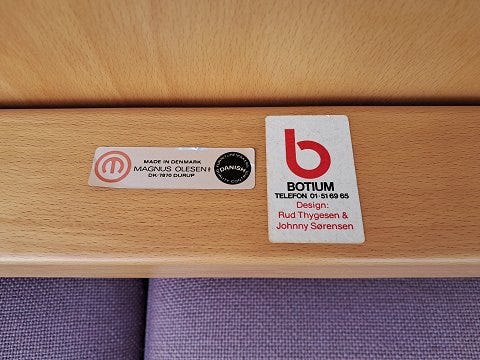 MADE IN DENMARK
MAGNUS OLESEN
DK-7870 DURUP
DANISH
b
BOTIUM
TELEFON 01-51 69 65
Design:
Rud Thygesen &
Johnny Sørensen